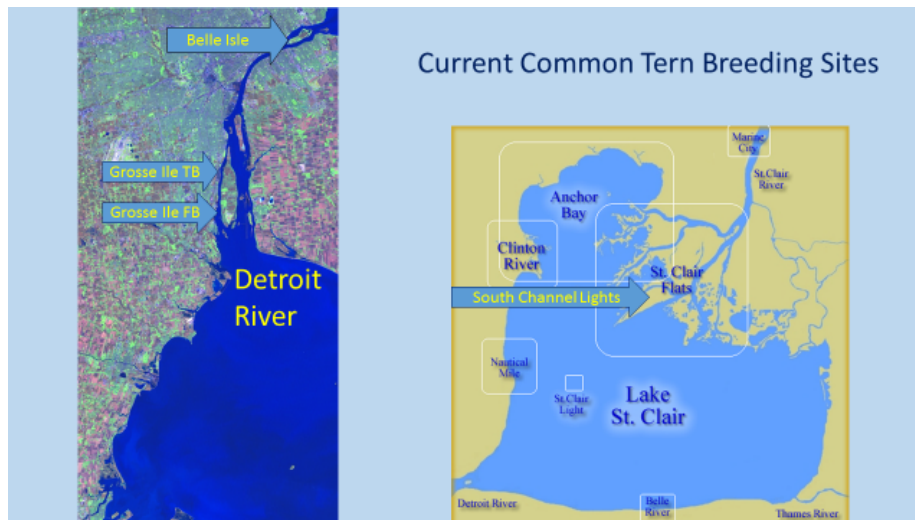 Belle Isle
Current Common Tern Breeding Sites
Grosse Ile TB
Grosse Ile FB
Detroit
River
Marine
City
St.Clair
River
Anchor
Bay
Clinton
River
St. Clair
Flats
South Channel Lights
Nautical
Mile
St.Clair
Light
Lake
St. Clair
Detroit River
Belle
River
Thames River